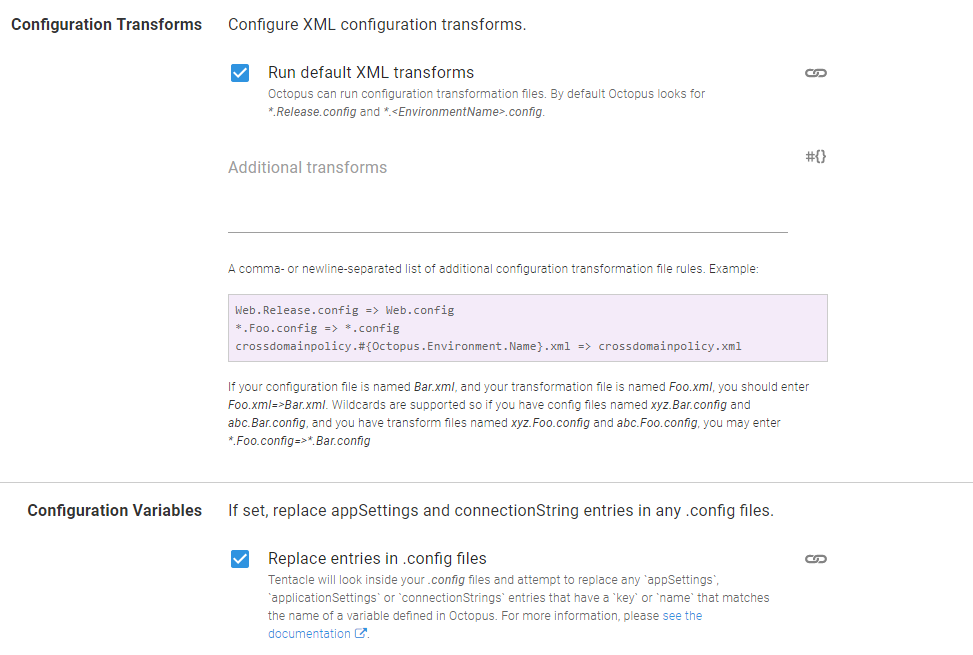 Configuration Transforms Configure XML configuration transforms.
Run default XML transforms
Octopus can run configuration transformation files. By default Octopus looks for
*.Release.config and *.<EnvironmentName>.config.
#{}
Additional transforms
A comma- or newline-separated list of additional configuration transformation file rules. Example:
Web.Release.config => Web.config
*.Foo.config => *.config
crossdomainpolicy.#{Octopus.Environment.Name}.xml => crossdomainpolicy.xml
If your configuration file is named Bar.xml, and your transformation file is named Foo.xml, you should enter
Foo.xml=>Bar.xml. Wildcards are supported so if you have config files named xyz.Bar.config and
abc.Bar.config, and you have transform files named xyz.Foo.config and abc.Foo.config, you may enter
*.Foo.config=>*.Bar.config
Configuration Variables If set, replace appSettings and connectionString entries in any .config files.
Replace entries in .config files
Tentacle will look inside your .config files and attempt to replace any `appSettings`,
`applicationSettings` or `connectionStrings` entries that have a `key` or `name` that matches
the name of a variable defined in Octopus. For more information, please see the
documentation.